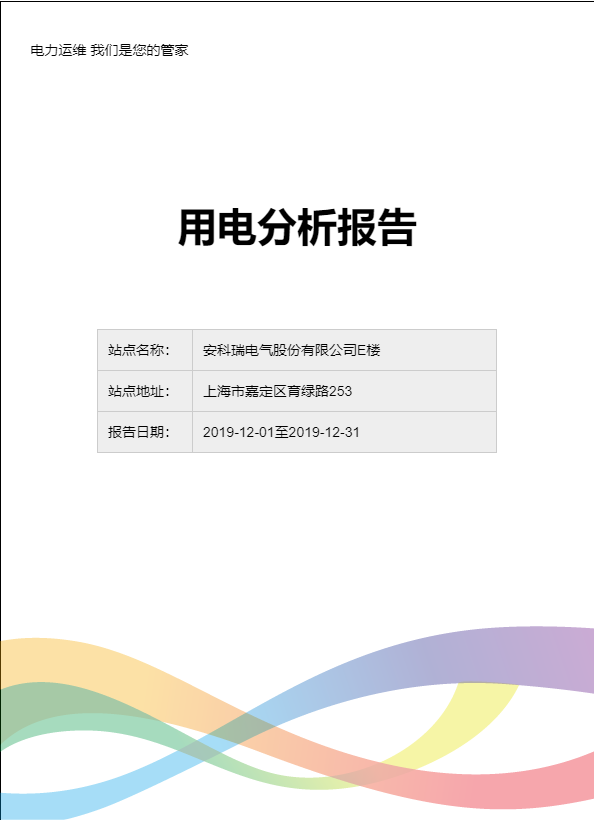 电力运维 我们是您的管家
用电分析报告
站点名称： 安科瑞电气股份有限公司E楼
站点地址： 上海市嘉定区育绿路253
报告日期： 2019-12-01至2019-12-31